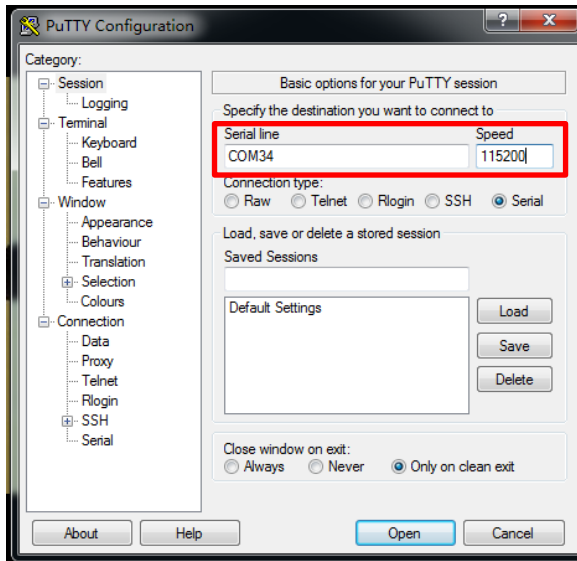 PuTTY Configuration
?
X
Category:
Session
Logging
Terminal
Keyboard
Bell
Features
Window
Appearance
Behaviour
Translation
Selection
Colours
Connection
Data
Proxy
Telnet
Rlogin
SSH
Serial
Basic options for your PuTTY session
Specify the destination you want to connect to
Serial line Speed
COM34 115200
Connection type:
Raw Telnet Rlogin SSH Serial
Load, save or delete a stored session
Saved Sessions
Default Settings
Load
Save
Delete
Close window on exit:
Always Never Only on clean exit
About Help Open Cancel